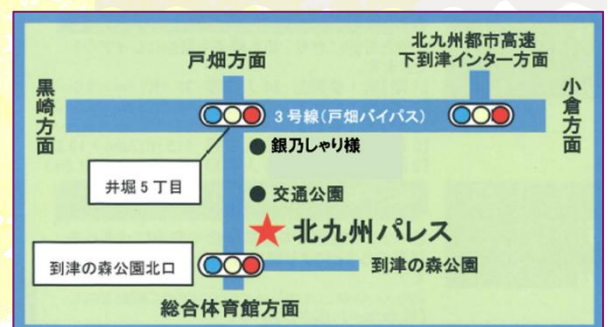 北九州都市高速
下到津インター方面
戸畑方面
黒崎方面
小倉方面
3号線(戸畑バイパス)
銀乃しゃり様
井堀5丁目
交通公園
北九州パレス
到津の森公園北口
到津の森公園
総合体育館方面